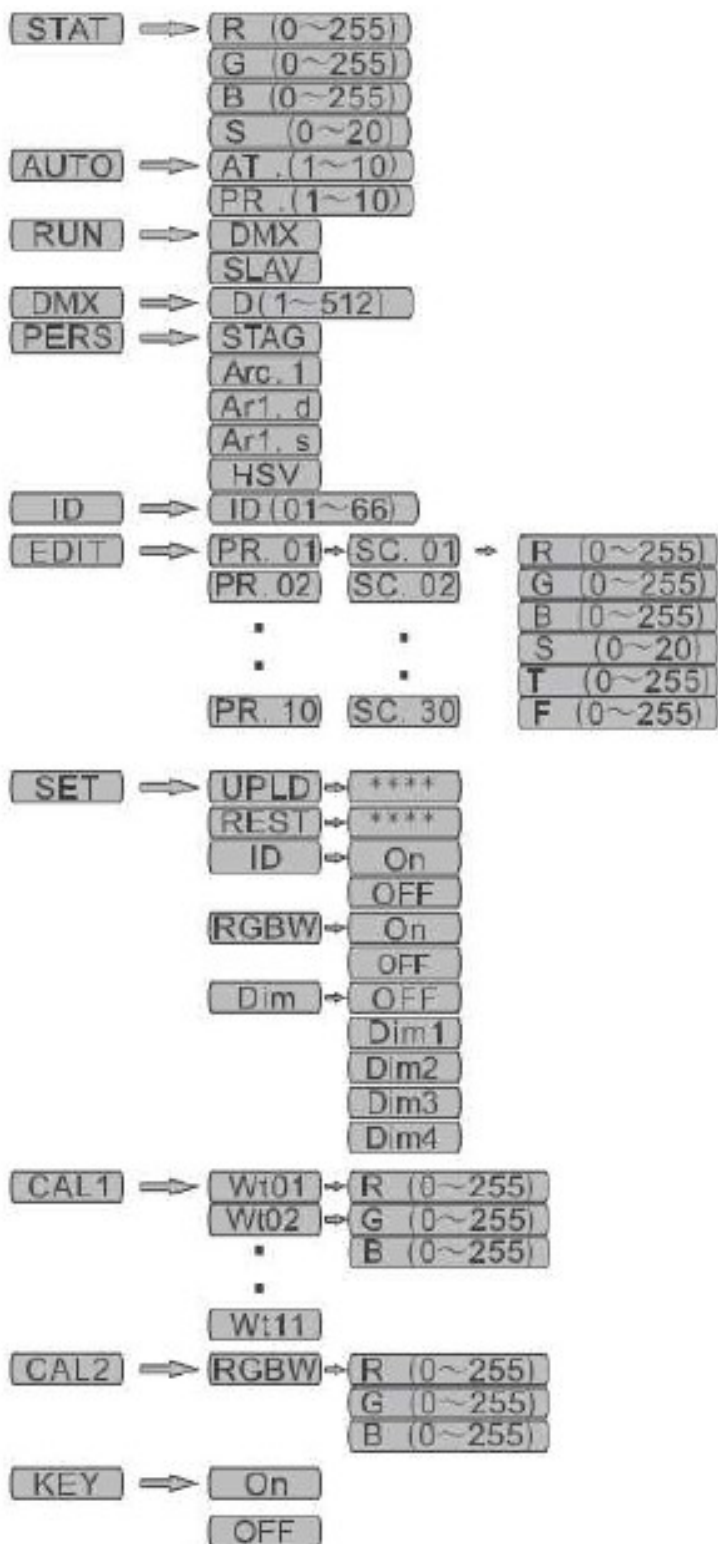 STAT R (0~255)
G (0~255)
B (0~255)
S (0~20)
AUTO AT.(1~10)
PR.(1~10)
RUN DMX
SLAV
DMX D(1~512)
PERS STAG
Arc. 1
Ar1. d
Ar1. s
HSV
ID ID(01~66)
EDIT PR. 01 SC. 01 R (0~255)
PR. 02 SC. 02 G (0~255)
B (0~255)
S (0~20)
T (0~255)
PR. 10 SC. 30 F (0~255)
SET UPLD ****
REST ****
ID On
OFF
RGBW On
OFF
Dim OFF
Dim1
Dim2
Dim3
Dim4
CAL1 Wt01 R (0~255)
Wt02 G (0~255)
B (0~255)
Wt11
CAL2 RGBW R (0~255)
G (0~255)
B (0~255)
KEY On
OFF